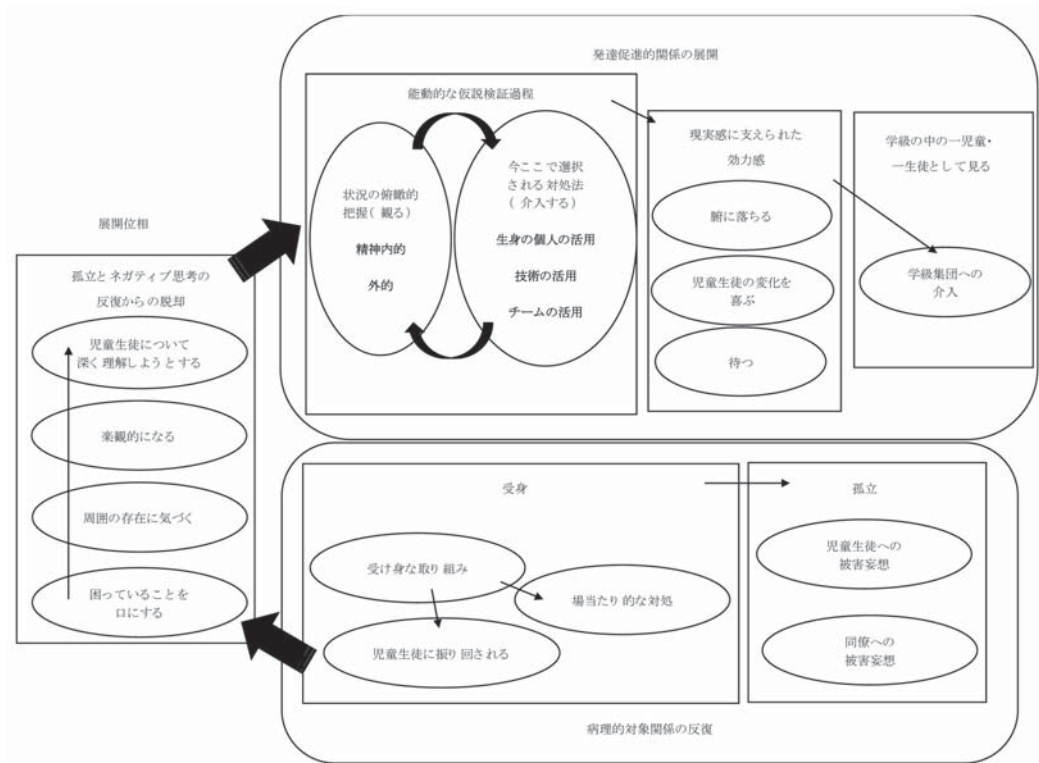 発達促進的関係の展開
能動的な仮説検証過程
状況の俯瞰的
把握(観る)
精神内的
外的
今ここで選択
される対処法
(介入する)
生身の個人の活用
技術の活用
チームの活用
現実感に支えられた
効力感
腑に落ちる
児童生徒の変化を
喜ぶ
待つ
学級の中の一児童・
一生徒として見る
学級集団への
介入
展開位相
孤立とネガティブ思考の
反復からの脱却
児童生徒について
深く理解しようとする
楽観的になる
周囲の存在に気づく
困っていることを
口にする
受身
受け身な取り組み
場当たり的な対処
児童生徒に振り回される
孤立
児童生徒への
被害妄想
同僚への
被害妄想
病理的対象関係の反復